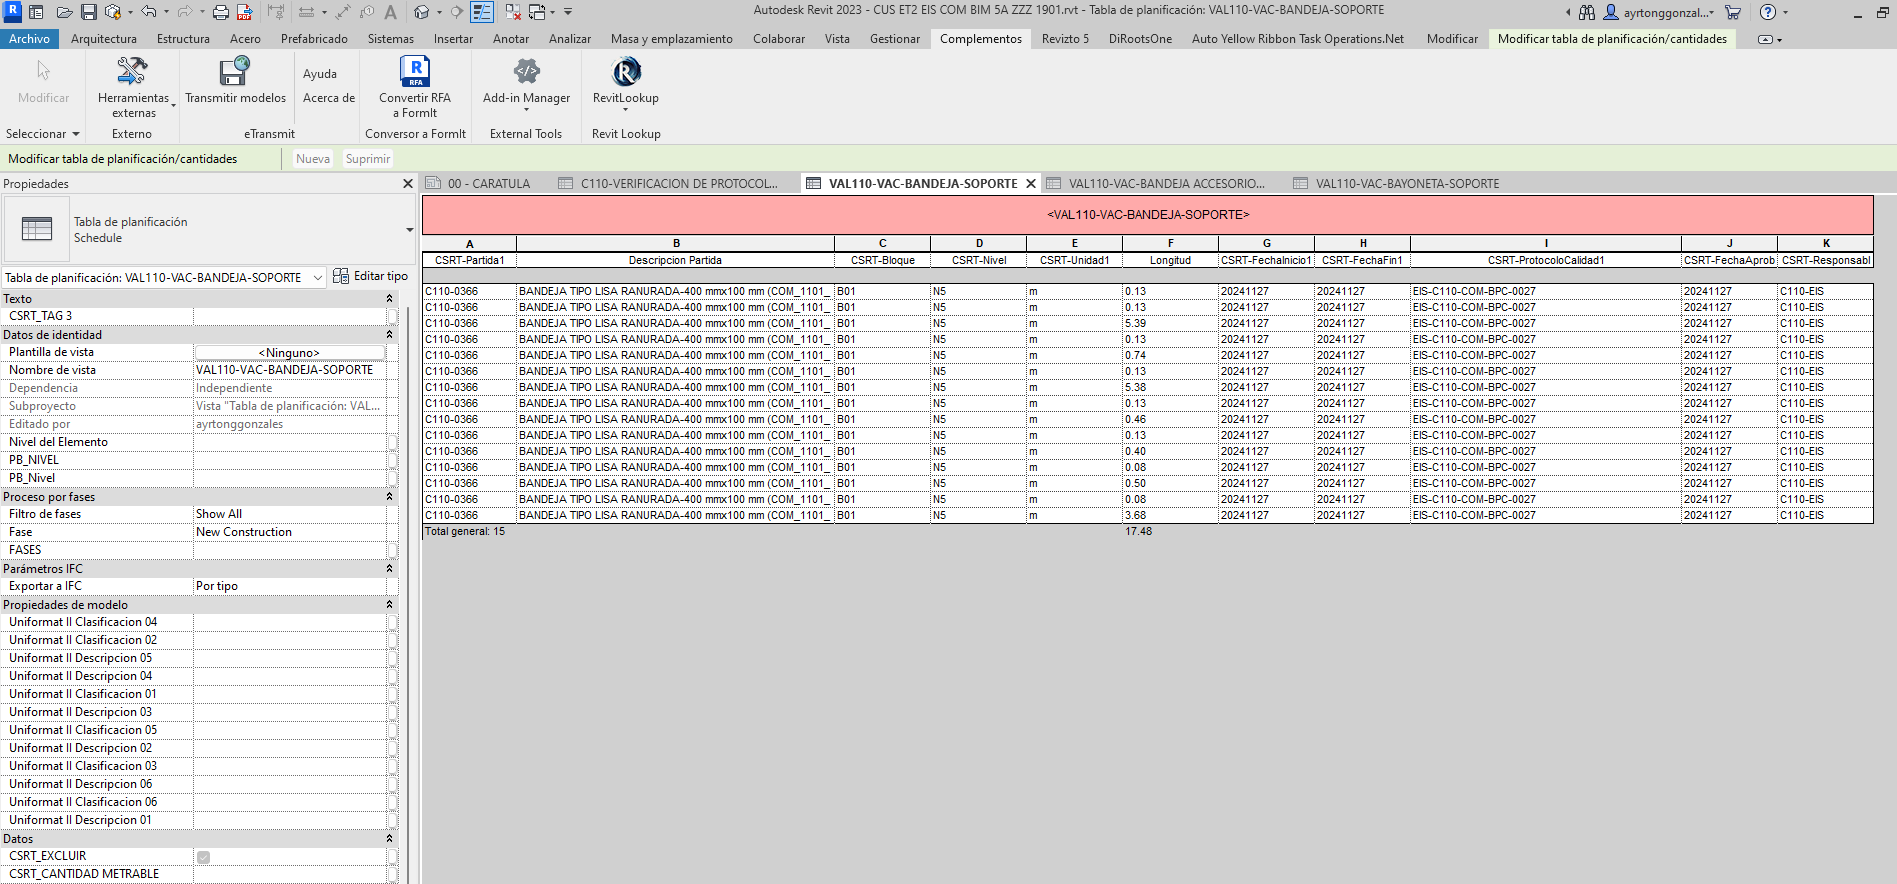 Autodesk Revit 2023 - CUS ET2 EIS COM BIM 5A ZZZ 1901.rvt - Tabla de planificación: VAL110-VAC-BANDEJA-SOPORTE
ayrtonggonzal...
Archivo Arquitectura Estructura Acero Prefabricado Sistemas Insertar Anotar Analizar Masa y emplazamiento Colaborar Vista Gestionar Complementos Revizto 5 DiRootsOne Auto Yellow Ribbon Task Operations.Net Modificar Modificar tabla de planificación/cantidades
Modificar
Herramientas externas
Transmitir modelos
Ayuda
Acerca de
Convertir RFA a FormIt
Add-in Manager
RevitLookup
Seleccionar Externo eTransmit Conversor a FormIt External Tools Revit Lookup
Modificar tabla de planificación/cantidades Nueva Suprimir
Propiedades
Tabla de planificación
Schedule
Tabla de planificación: VAL110-VAC-BANDEJA-SOPORTE Editar tipo
Texto
CSRT_TAG 3
Datos de identidad
Plantilla de vista <Ninguno>
Nombre de vista VAL110-VAC-BANDEJA-SOPORTE
Dependencia Independiente
Subproyecto Vista "Tabla de planificación: VAL...
Editado por ayrtonggonzales
Nivel del Elemento
PB_NIVEL
PB_Nivel
Proceso por fases
Filtro de fases Show All
Fase New Construction
FASES
Parámetros IFC
Exportar a IFC Por tipo
Propiedades de modelo
Uniformat II Clasificacion 04
Uniformat II Clasificacion 02
Uniformat II Descripcion 05
Uniformat II Descripcion 04
Uniformat II Clasificacion 01
Uniformat II Descripcion 03
Uniformat II Clasificacion 05
Uniformat II Descripcion 02
Uniformat II Clasificacion 03
Uniformat II Descripcion 06
Uniformat II Clasificacion 06
Uniformat II Descripcion 01
Datos
CSRT_EXCLUIR
CSRT_CANTIDAD METRABLE
00 - CARATULA C110-VERIFICACION DE PROTOCOL... VAL110-VAC-BANDEJA-SOPORTE VAL110-VAC-BANDEJA ACCESORIO... VAL110-VAC-BAYONETA-SOPORTE
<VAL110-VAC-BANDEJA-SOPORTE>
A B C D E F G H I J K
CSRT-Partida1 Descripcion Partida CSRT-Bloque CSRT-Nivel CSRT-Unidad1 Longitud CSRT-FechaInicio1 CSRT-FechaFin1 CSRT-ProtocoloCalidad1 CSRT-FechaAprob CSRT-Responsabl
C110-0366 BANDEJA TIPO LISA RANURADA-400 mmx100 mm (COM_1101_ B01 N5 m 0.13 20241127 20241127 EIS-C110-COM-BPC-0027 20241127 C110-EIS
C110-0366 BANDEJA TIPO LISA RANURADA-400 mmx100 mm (COM_1101_ B01 N5 m 0.13 20241127 20241127 EIS-C110-COM-BPC-0027 20241127 C110-EIS
C110-0366 BANDEJA TIPO LISA RANURADA-400 mmx100 mm (COM_1101_ B01 N5 m 5.39 20241127 20241127 EIS-C110-COM-BPC-0027 20241127 C110-EIS
C110-0366 BANDEJA TIPO LISA RANURADA-400 mmx100 mm (COM_1101_ B01 N5 m 0.13 20241127 20241127 EIS-C110-COM-BPC-0027 20241127 C110-EIS
C110-0366 BANDEJA TIPO LISA RANURADA-400 mmx100 mm (COM_1101_ B01 N5 m 0.74 20241127 20241127 EIS-C110-COM-BPC-0027 20241127 C110-EIS
C110-0366 BANDEJA TIPO LISA RANURADA-400 mmx100 mm (COM_1101_ B01 N5 m 0.13 20241127 20241127 EIS-C110-COM-BPC-0027 20241127 C110-EIS
C110-0366 BANDEJA TIPO LISA RANURADA-400 mmx100 mm (COM_1101_ B01 N5 m 5.38 20241127 20241127 EIS-C110-COM-BPC-0027 20241127 C110-EIS
C110-0366 BANDEJA TIPO LISA RANURADA-400 mmx100 mm (COM_1101_ B01 N5 m 0.13 20241127 20241127 EIS-C110-COM-BPC-0027 20241127 C110-EIS
C110-0366 BANDEJA TIPO LISA RANURADA-400 mmx100 mm (COM_1101_ B01 N5 m 0.46 20241127 20241127 EIS-C110-COM-BPC-0027 20241127 C110-EIS
C110-0366 BANDEJA TIPO LISA RANURADA-400 mmx100 mm (COM_1101_ B01 N5 m 0.13 20241127 20241127 EIS-C110-COM-BPC-0027 20241127 C110-EIS
C110-0366 BANDEJA TIPO LISA RANURADA-400 mmx100 mm (COM_1101_ B01 N5 m 0.40 20241127 20241127 EIS-C110-COM-BPC-0027 20241127 C110-EIS
C110-0366 BANDEJA TIPO LISA RANURADA-400 mmx100 mm (COM_1101_ B01 N5 m 0.08 20241127 20241127 EIS-C110-COM-BPC-0027 20241127 C110-EIS
C110-0366 BANDEJA TIPO LISA RANURADA-400 mmx100 mm (COM_1101_ B01 N5 m 0.50 20241127 20241127 EIS-C110-COM-BPC-0027 20241127 C110-EIS
C110-0366 BANDEJA TIPO LISA RANURADA-400 mmx100 mm (COM_1101_ B01 N5 m 0.08 20241127 20241127 EIS-C110-COM-BPC-0027 20241127 C110-EIS
C110-0366 BANDEJA TIPO LISA RANURADA-400 mmx100 mm (COM_1101_ B01 N5 m 3.68 20241127 20241127 EIS-C110-COM-BPC-0027 20241127 C110-EIS
Total general: 15 17.48